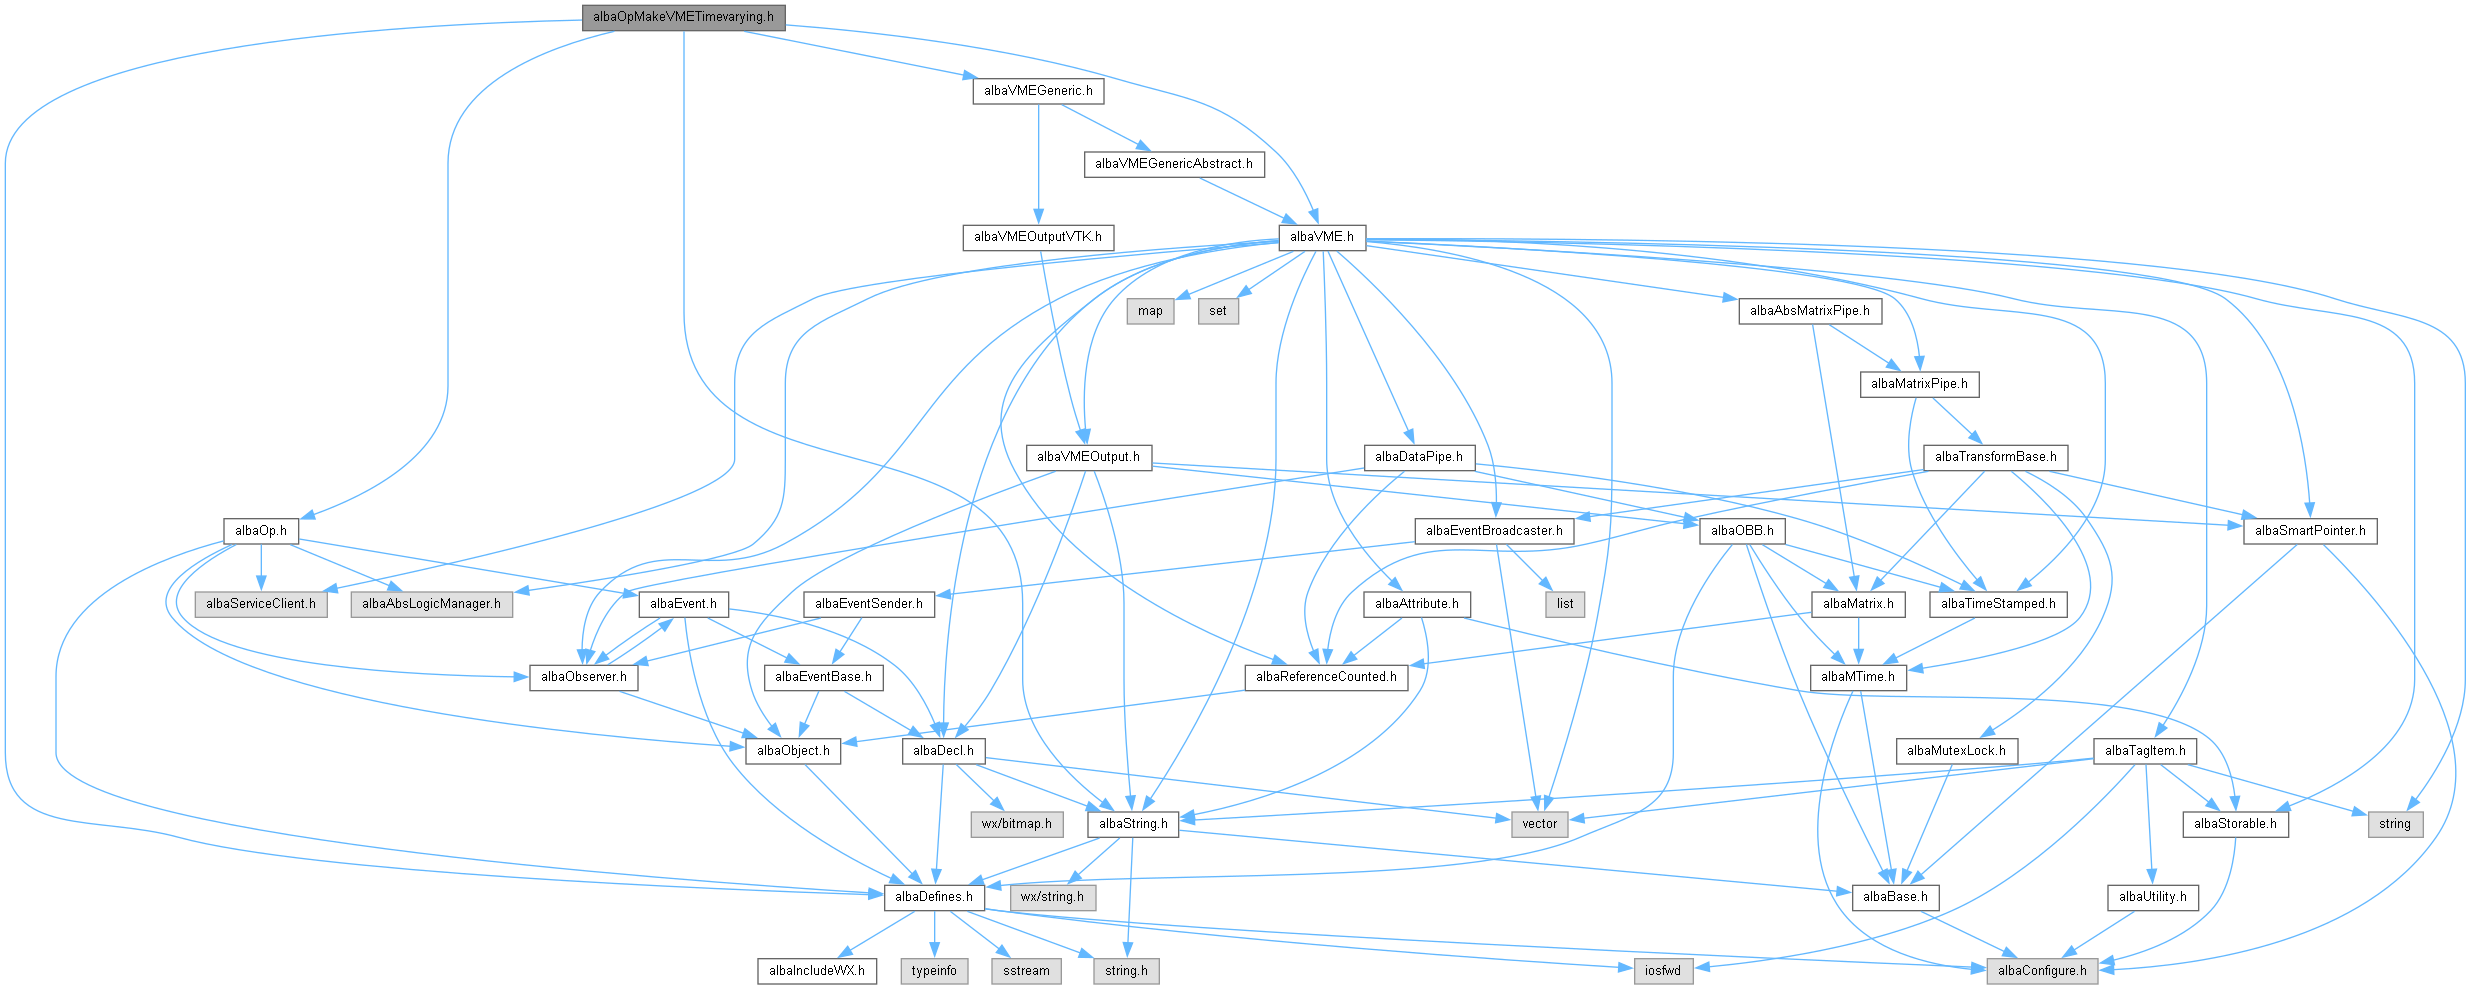 albaOpMakeVMETimevarying.h
albaVMEGeneric.h
albaVMEGenericAbstract.h
albaVMEOutputVTK.h
albaVME.h
map
set
albaAbsMatrixPipe.h
albaMatrixPipe.h
albaVMEOutput.h
albaDataPipe.h
albaTransformBase.h
albaOp.h
albaEventBroadcaster.h
albaOBB.h
albaSmartPointer.h
albaServiceClient.h
albaAbsLogicManager.h
albaEvent.h
albaEventSender.h
albaAttribute.h
list
albaMatrix.h
albaTimeStamped.h
albaObserver.h
albaEventBase.h
albaReferenceCounted.h
albaMTime.h
albaObject.h
albaDecl.h
albaMutexLock.h
albaTagItem.h
wx/bitmap.h
albaString.h
vector
albaStorable.h
string
albaDefines.h
wx/string.h
albaBase.h
albaUtility.h
albaIncludeWX.h
typeinfo
sstream
string.h
iosfwd
albaConfigure.h